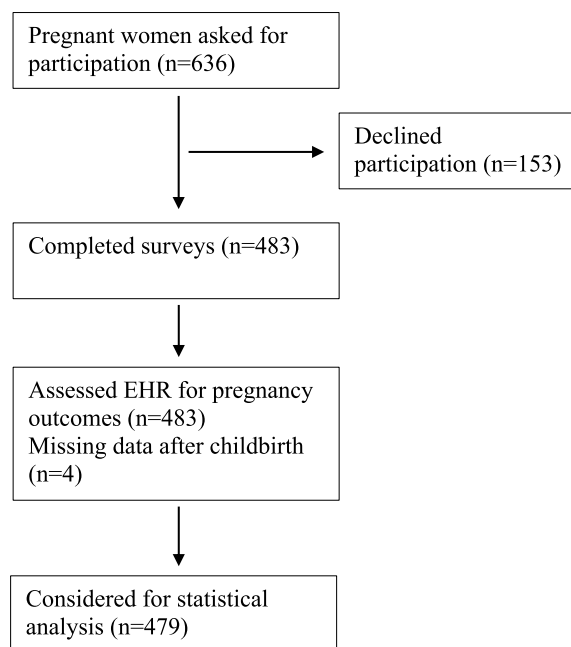 Pregnant women asked for
participation (n=636)
Declined
participation (n=153)
Completed surveys (n=483)
Assessed EHR for pregnancy
outcomes (n=483)
Missing data after childbirth
(n=4)
Considered for statistical
analysis (n=479)